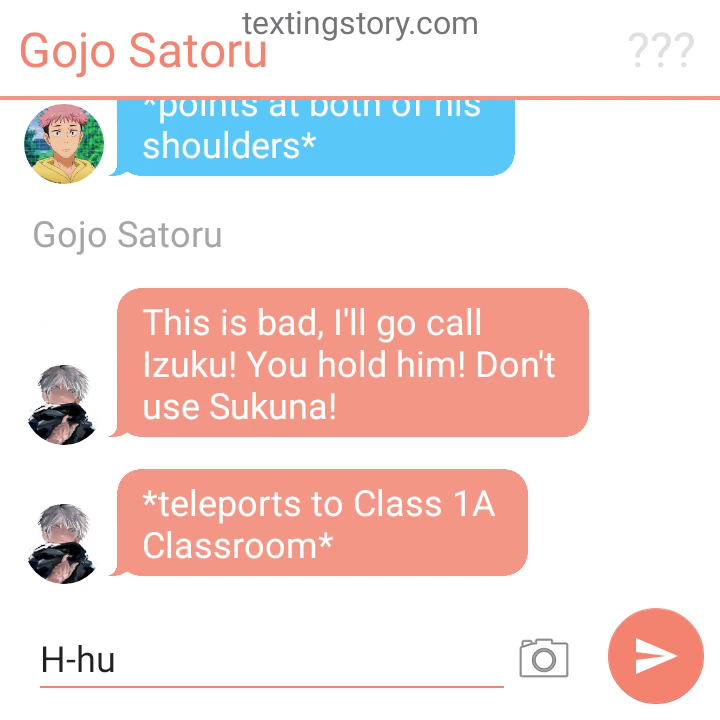 textingstory.com
Gojo Satoru
???
*points at both of his
shoulders*
Gojo Satoru
This is bad, I'll go call
Izuku! You hold him! Don't
use Sukuna!
*teleports to Class 1A
Classroom*
H-hu